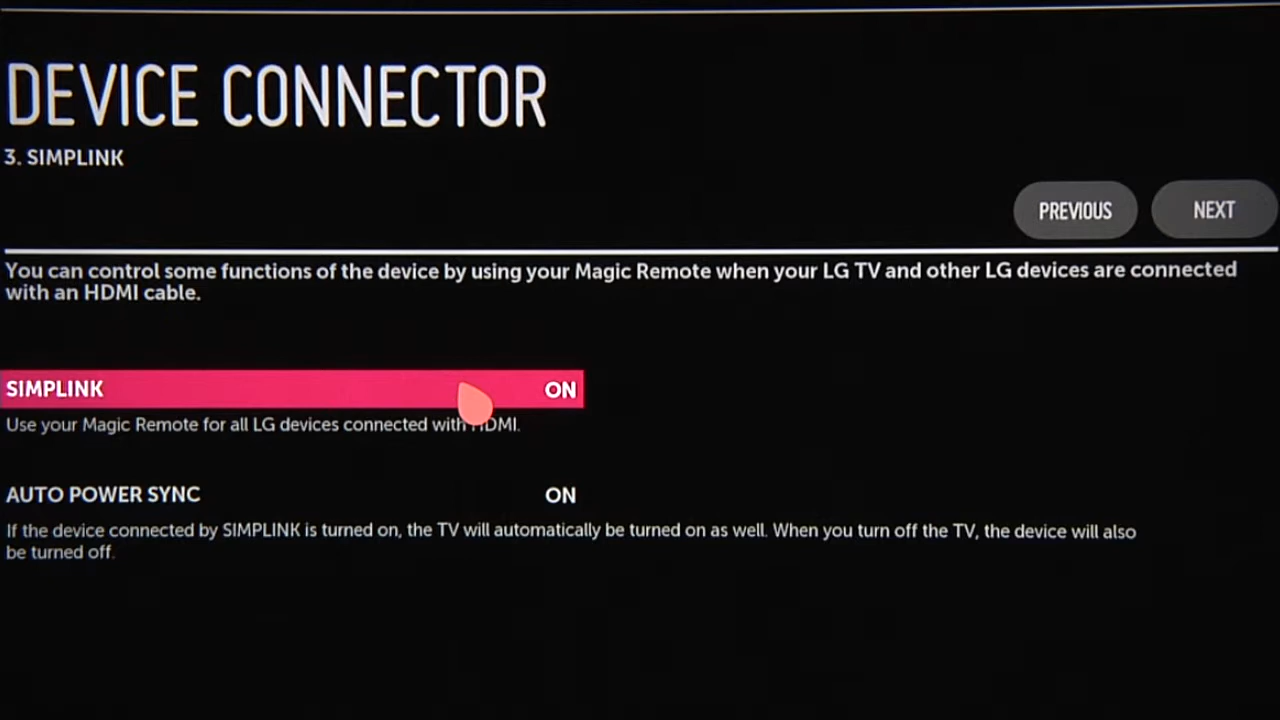 DEVICE CONNECTOR
3. SIMPLINK
PREVIOUS NEXT
You can control some functions of the device by using your Magic Remote when your LG TV and other LG devices are connected
with an HDMI cable.
SIMPLINK ON
Use your Magic Remote for all LG devices connected with HDMI.
AUTO POWER SYNC ON
If the device connected by SIMPLINK is turned on, the TV will automatically be turned on as well. When you turn off the TV, the device will also
be turned off.